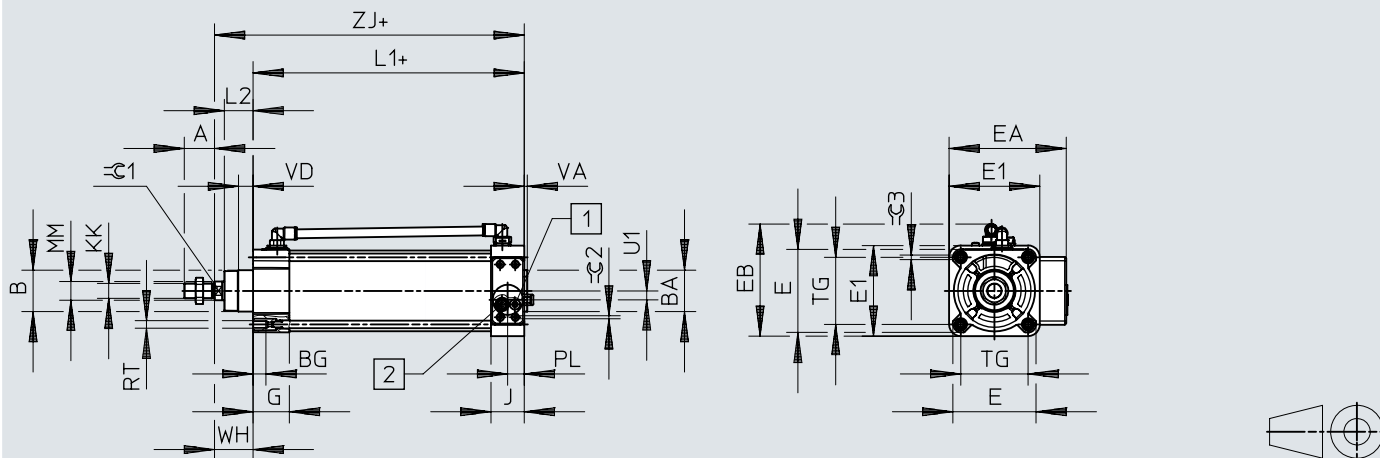 ZJ+
L1+
L2
A
EA
VD
VA
E1
=©1
1
=©3
MM
KK
U1
=©2
B
BA
EB
E
TG
E1
RT
BG
2
PL
TG
G
J
E
WH